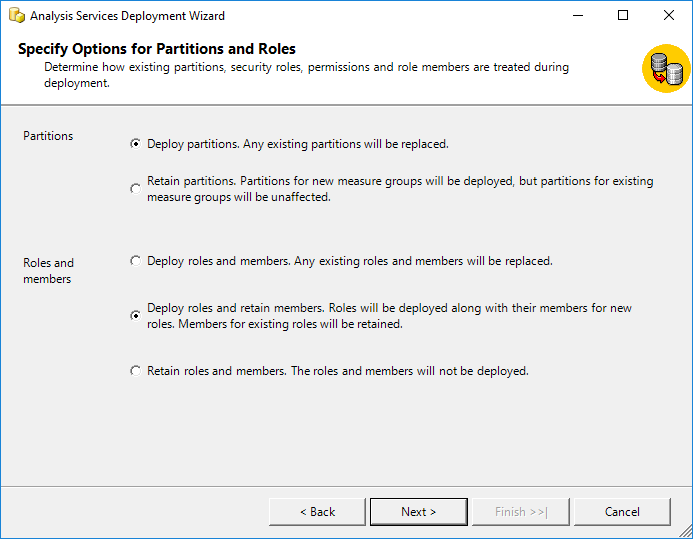 Analysis Services Deployment Wizard
Specify Options for Partitions and Roles
Determine how existing partitions, security roles, permissions and role members are treated during
deployment.
Partitions
Deploy partitions. Any existing partitions will be replaced.
Retain partitions. Partitions for new measure groups will be deployed, but partitions for existing
measure groups will be unaffected.
Roles and
members
Deploy roles and members. Any existing roles and members will be replaced.
Deploy roles and retain members. Roles will be deployed along with their members for new
roles. Members for existing roles will be retained.
Retain roles and members. The roles and members will not be deployed.
< Back
Next >
Finish >>|
Cancel